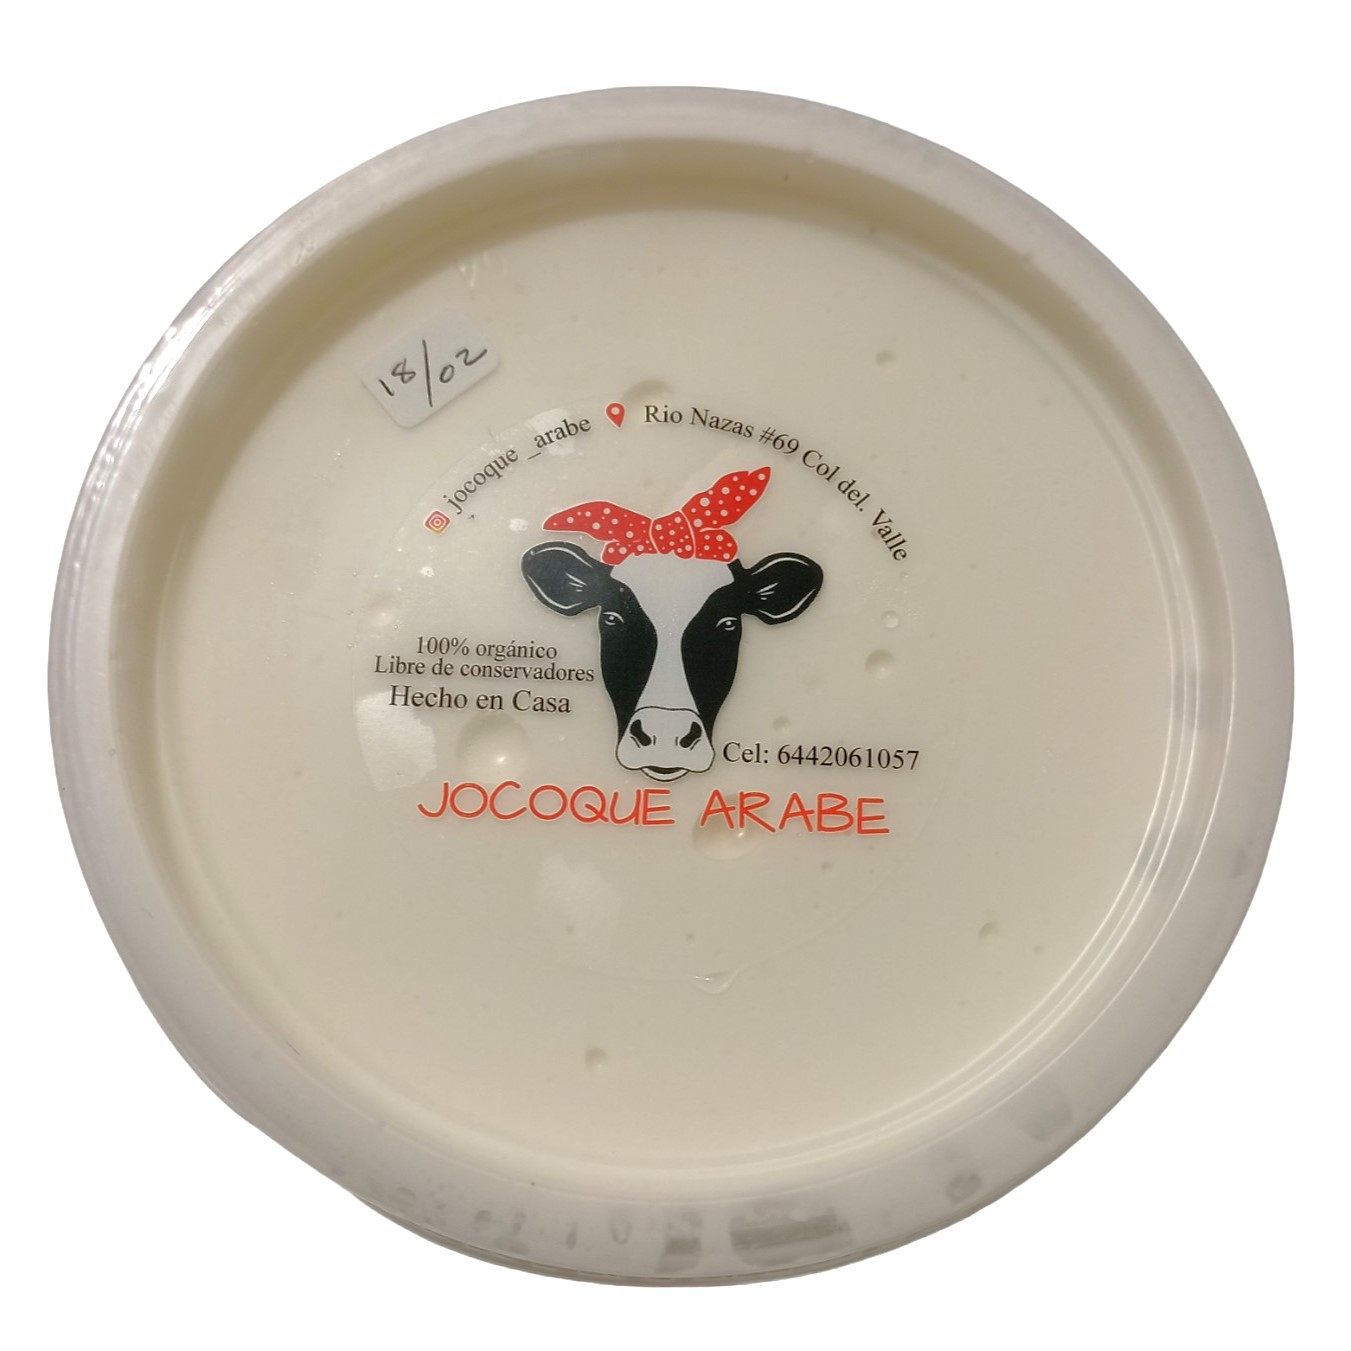 18/02
jocoque _arabe
Rio Nazas #69 Col del. Valle
100% orgánico
Libre de conservadores
Hecho en Casa
Cel: 6442061057
JOCOQUE ARABE